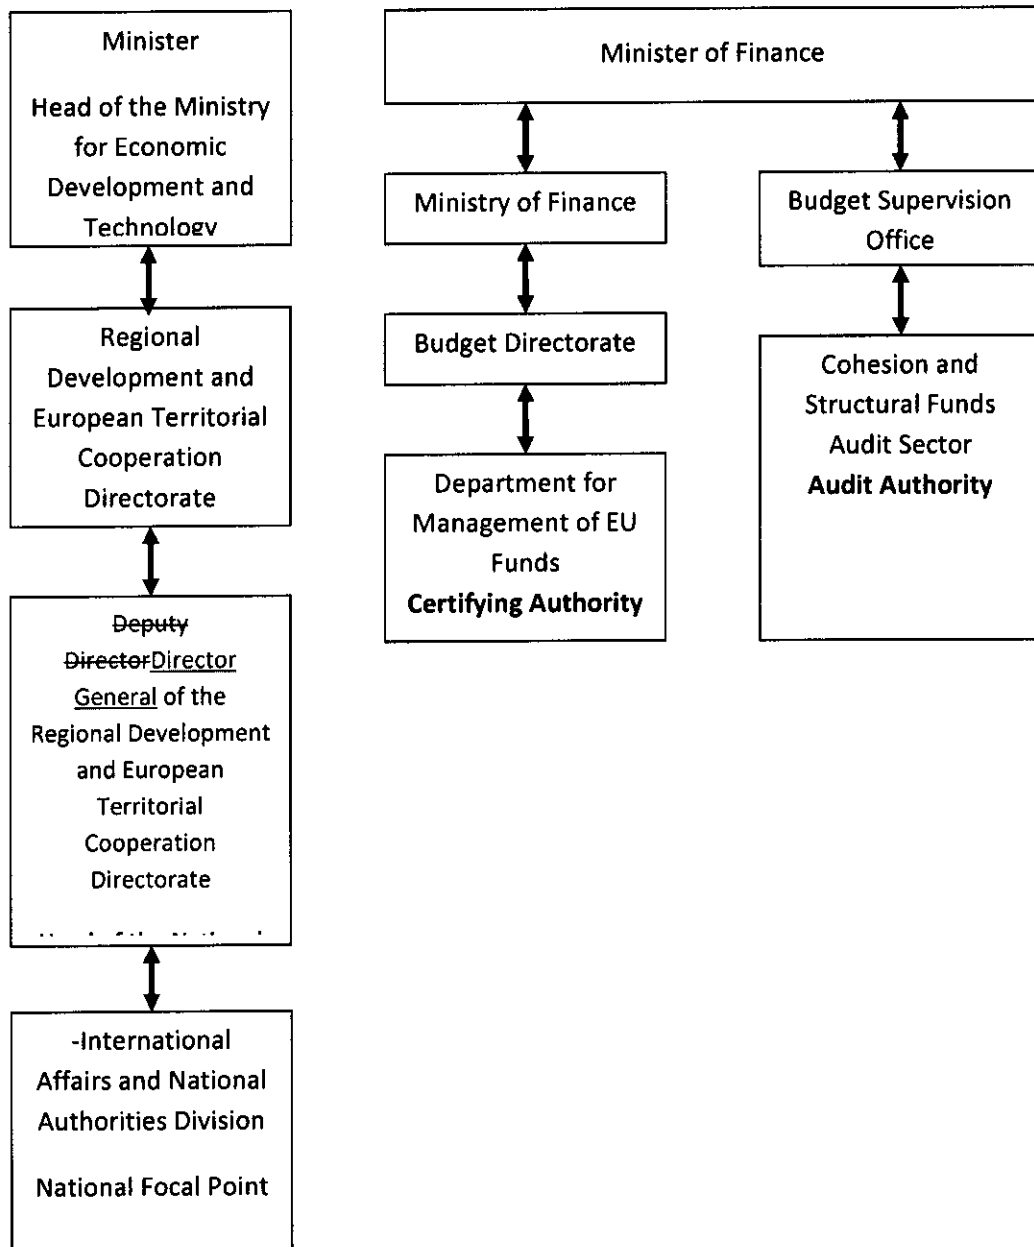 Minister
Head of the Ministry
for Economic
Development and
Technology
Regional
Development and
European Territorial
Cooperation
Directorate
Deputy
DirectorDirector
General of the
Regional Development
and European
Territorial
Cooperation
Directorate
-International
Affairs and National
Authorities Division
National Focal Point
Minister of Finance
Ministry of Finance
Budget Directorate
Department for
Management of EU
Funds
Certifying Authority
Budget Supervision
Office
Cohesion and
Structural Funds
Audit Sector
Audit Authority